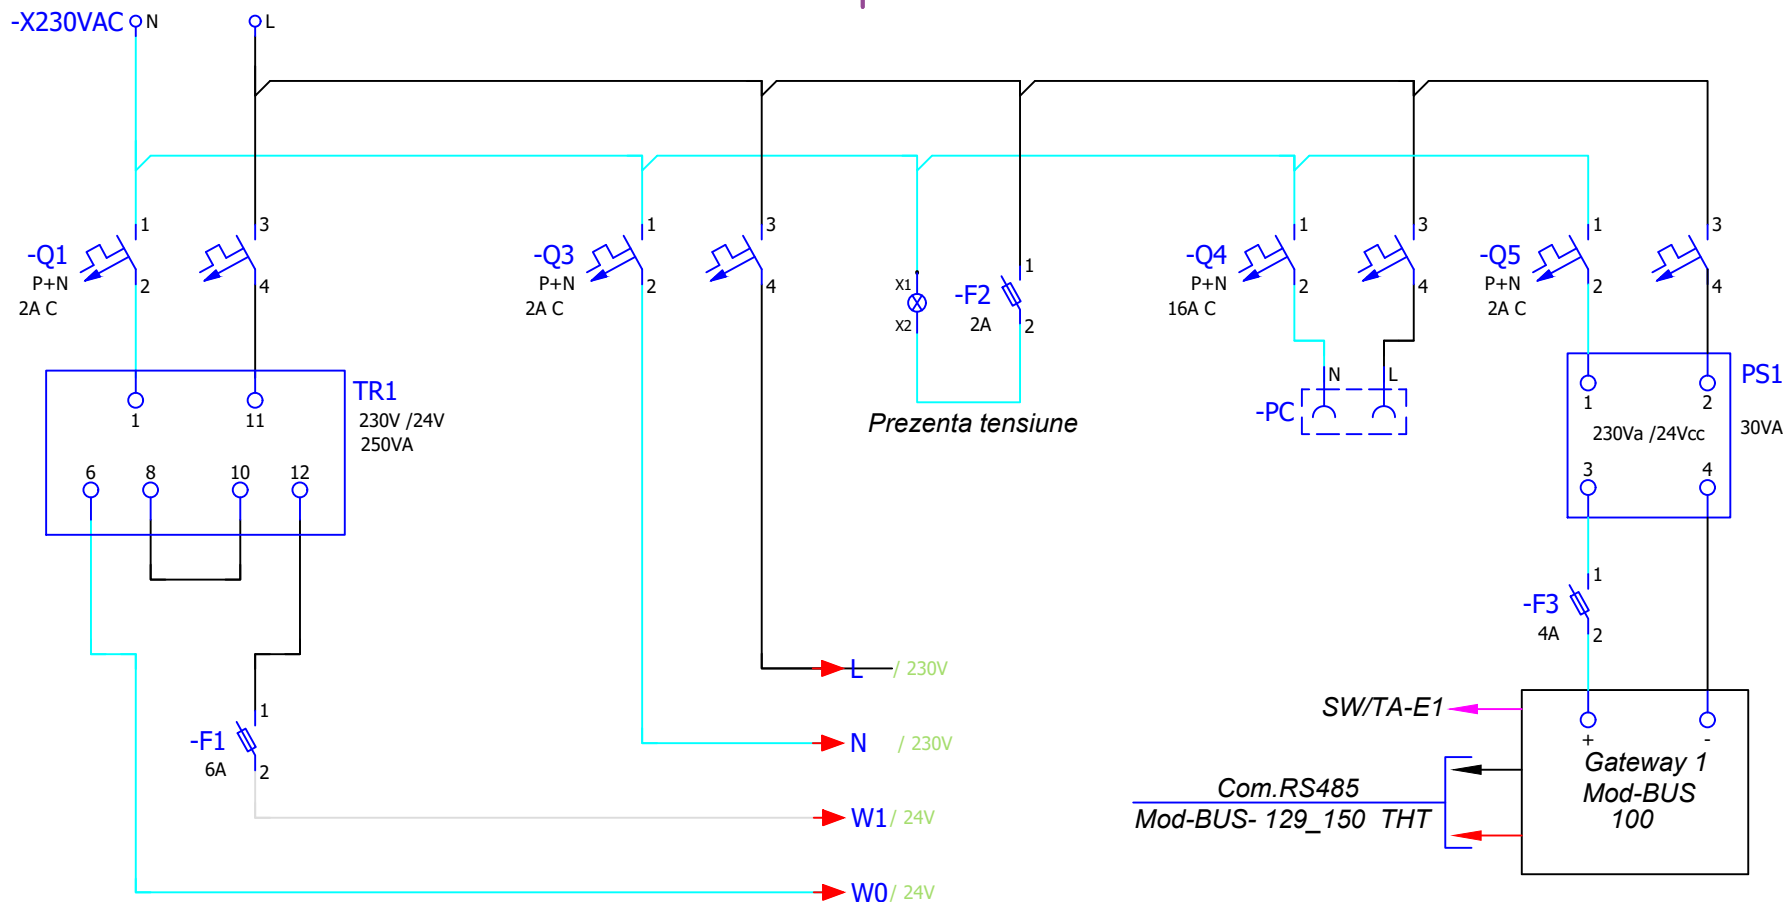 -X230VAC N L
1 3 1 3 1 3 1 3
-Q1 -Q3 -Q4 -Q5
P+N P+N P+N P+N
2A C 2A C 16A C 2A C
2 4 2 4 2 4 2 4
X1
X2
-F2
2A
1
2
Prezenta tensiune
N L
-PC
TR1
230V /24V
250VA
1 11
6 8 10 12
PS1
30VA
1 2
230Va /24Vcc
3 4
-F3
4A
1
2
-F1
6A
1
2
L / 230V
N / 230V
W1 / 24V
W0 / 24V
SW/TA-E1
Com.RS485
Mod-BUS- 129_150 THT
+ -
Gateway 1
Mod-BUS
100